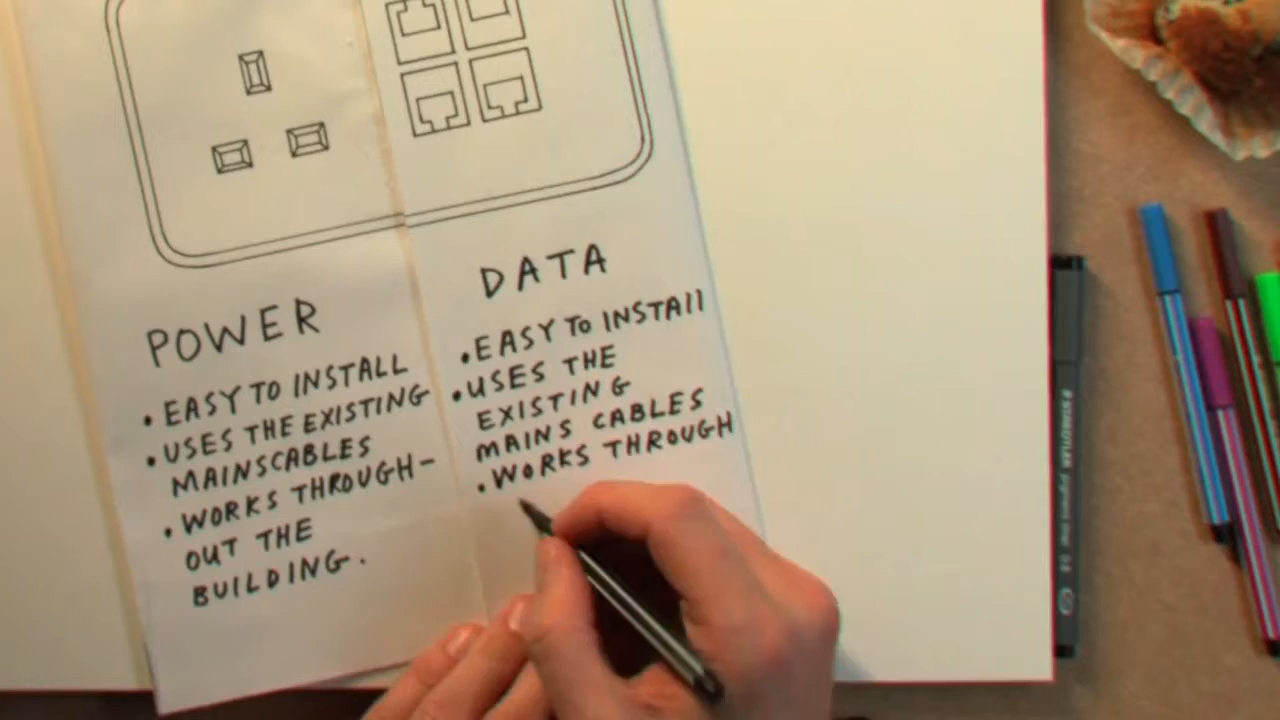 POWER
• EASY TO INSTALL
• USES THE EXISTING
MAINSCABLES
• WORKS THROUGH-
OUT THE
BUILDING.
DATA
• EASY To INSTAll
• USES THE
EXISTING
MAINS CABLES
• WORKS THROUGH
STAEDTLER